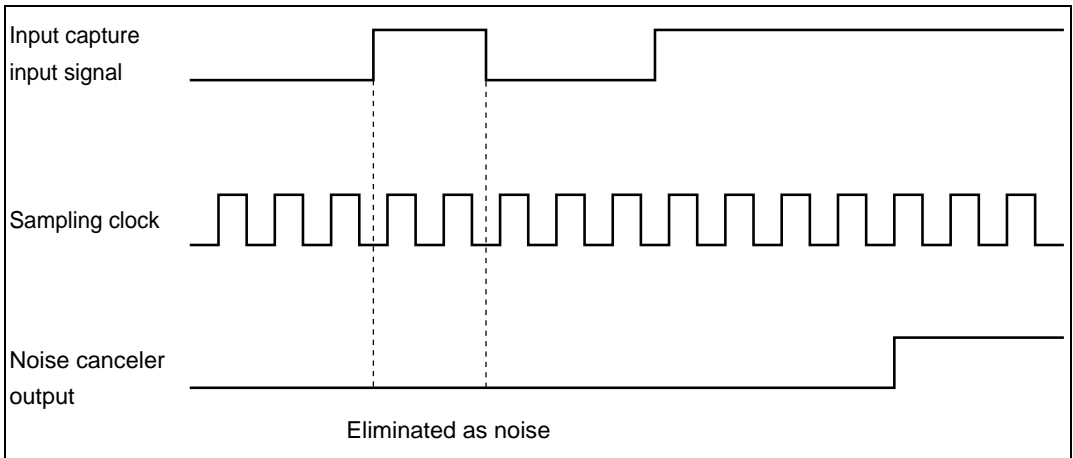 Input capture
input signal
Sampling clock
Noise canceler
output
Eliminated as noise